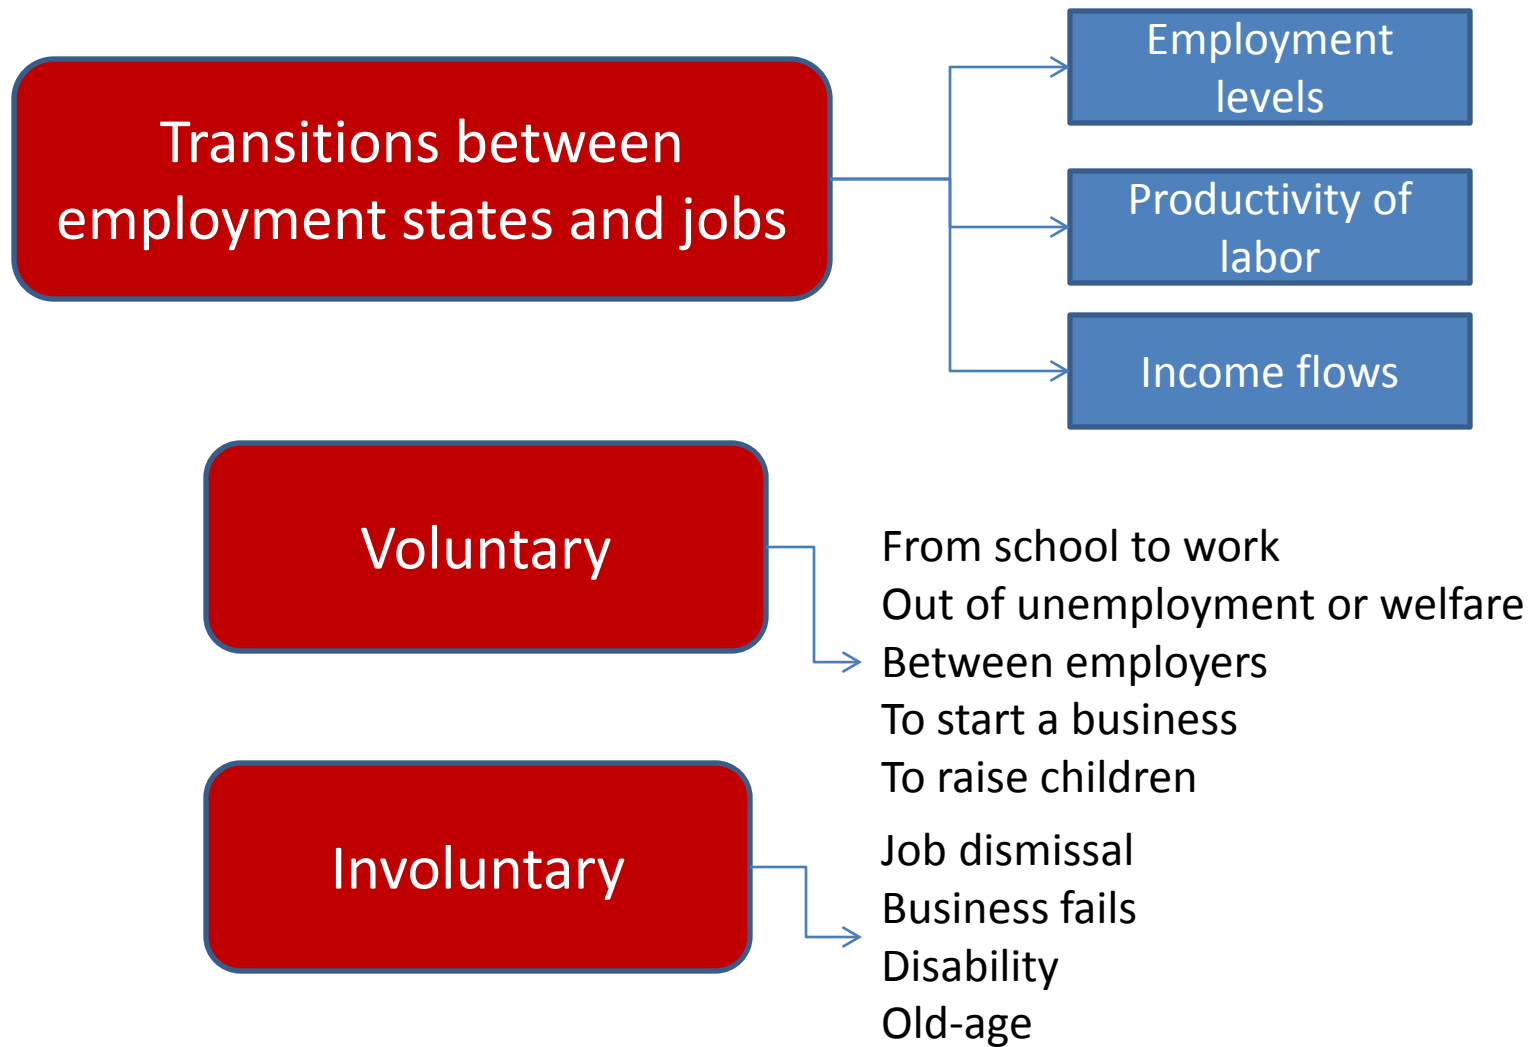 Transitions between
employment states and jobs
Employment
levels
Productivity of
labor
Income flows
Voluntary
From school to work
Out of unemployment or welfare
Between employers
To start a business
To raise children
Involuntary
Job dismissal
Business fails
Disability
Old-age